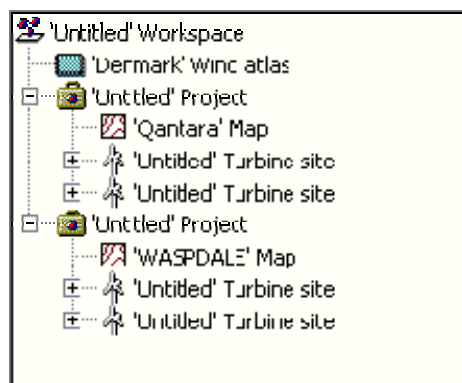 'Untitled' Workspace
'Denmark' Wind atlas
'Untitled' Project
'Qantara' Map
'Untitled' Turbine site
'Untitled' Turbine site
'Untitled' Project
'WASPDALE' Map
'Untitled' Turbine site
'Untitled' Turbine site